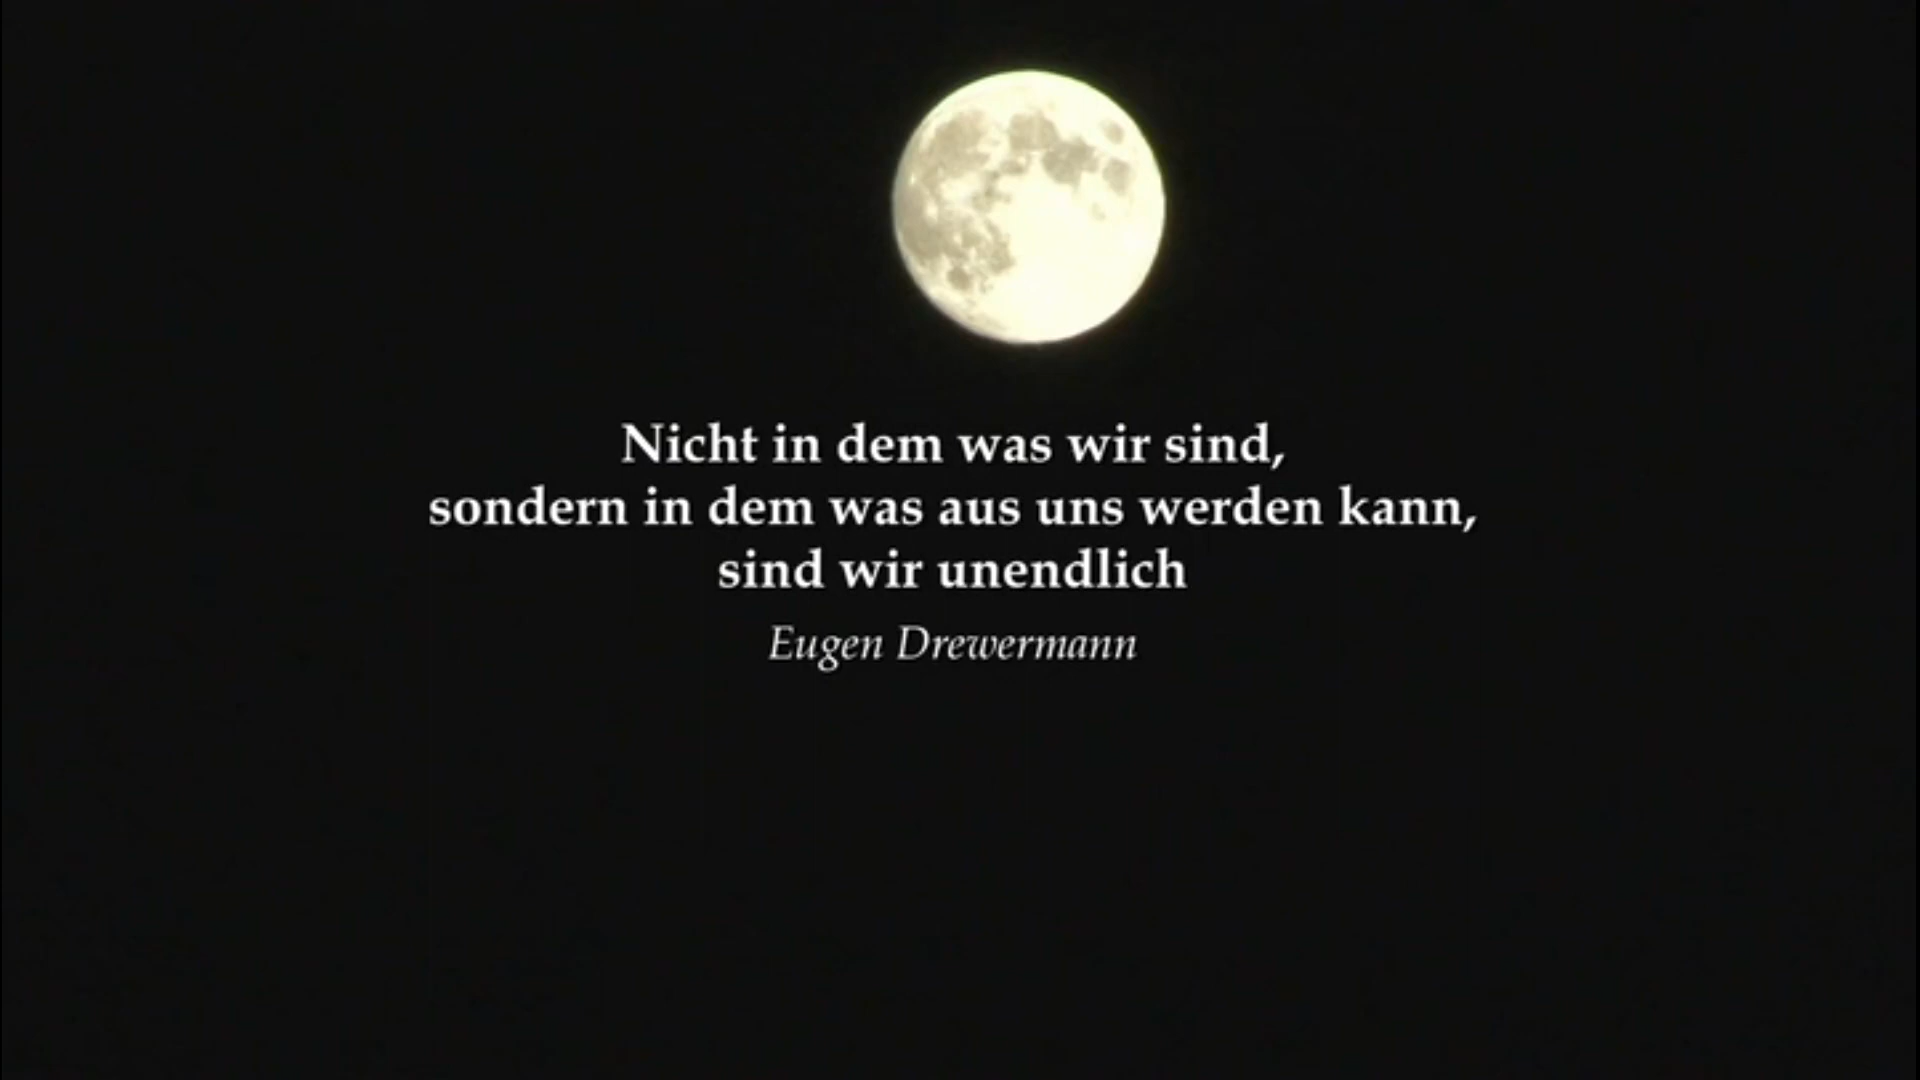 Nicht in dem was wir sind,
sondern in dem was aus uns werden kann,
sind wir unendlich
Eugen Drewermann